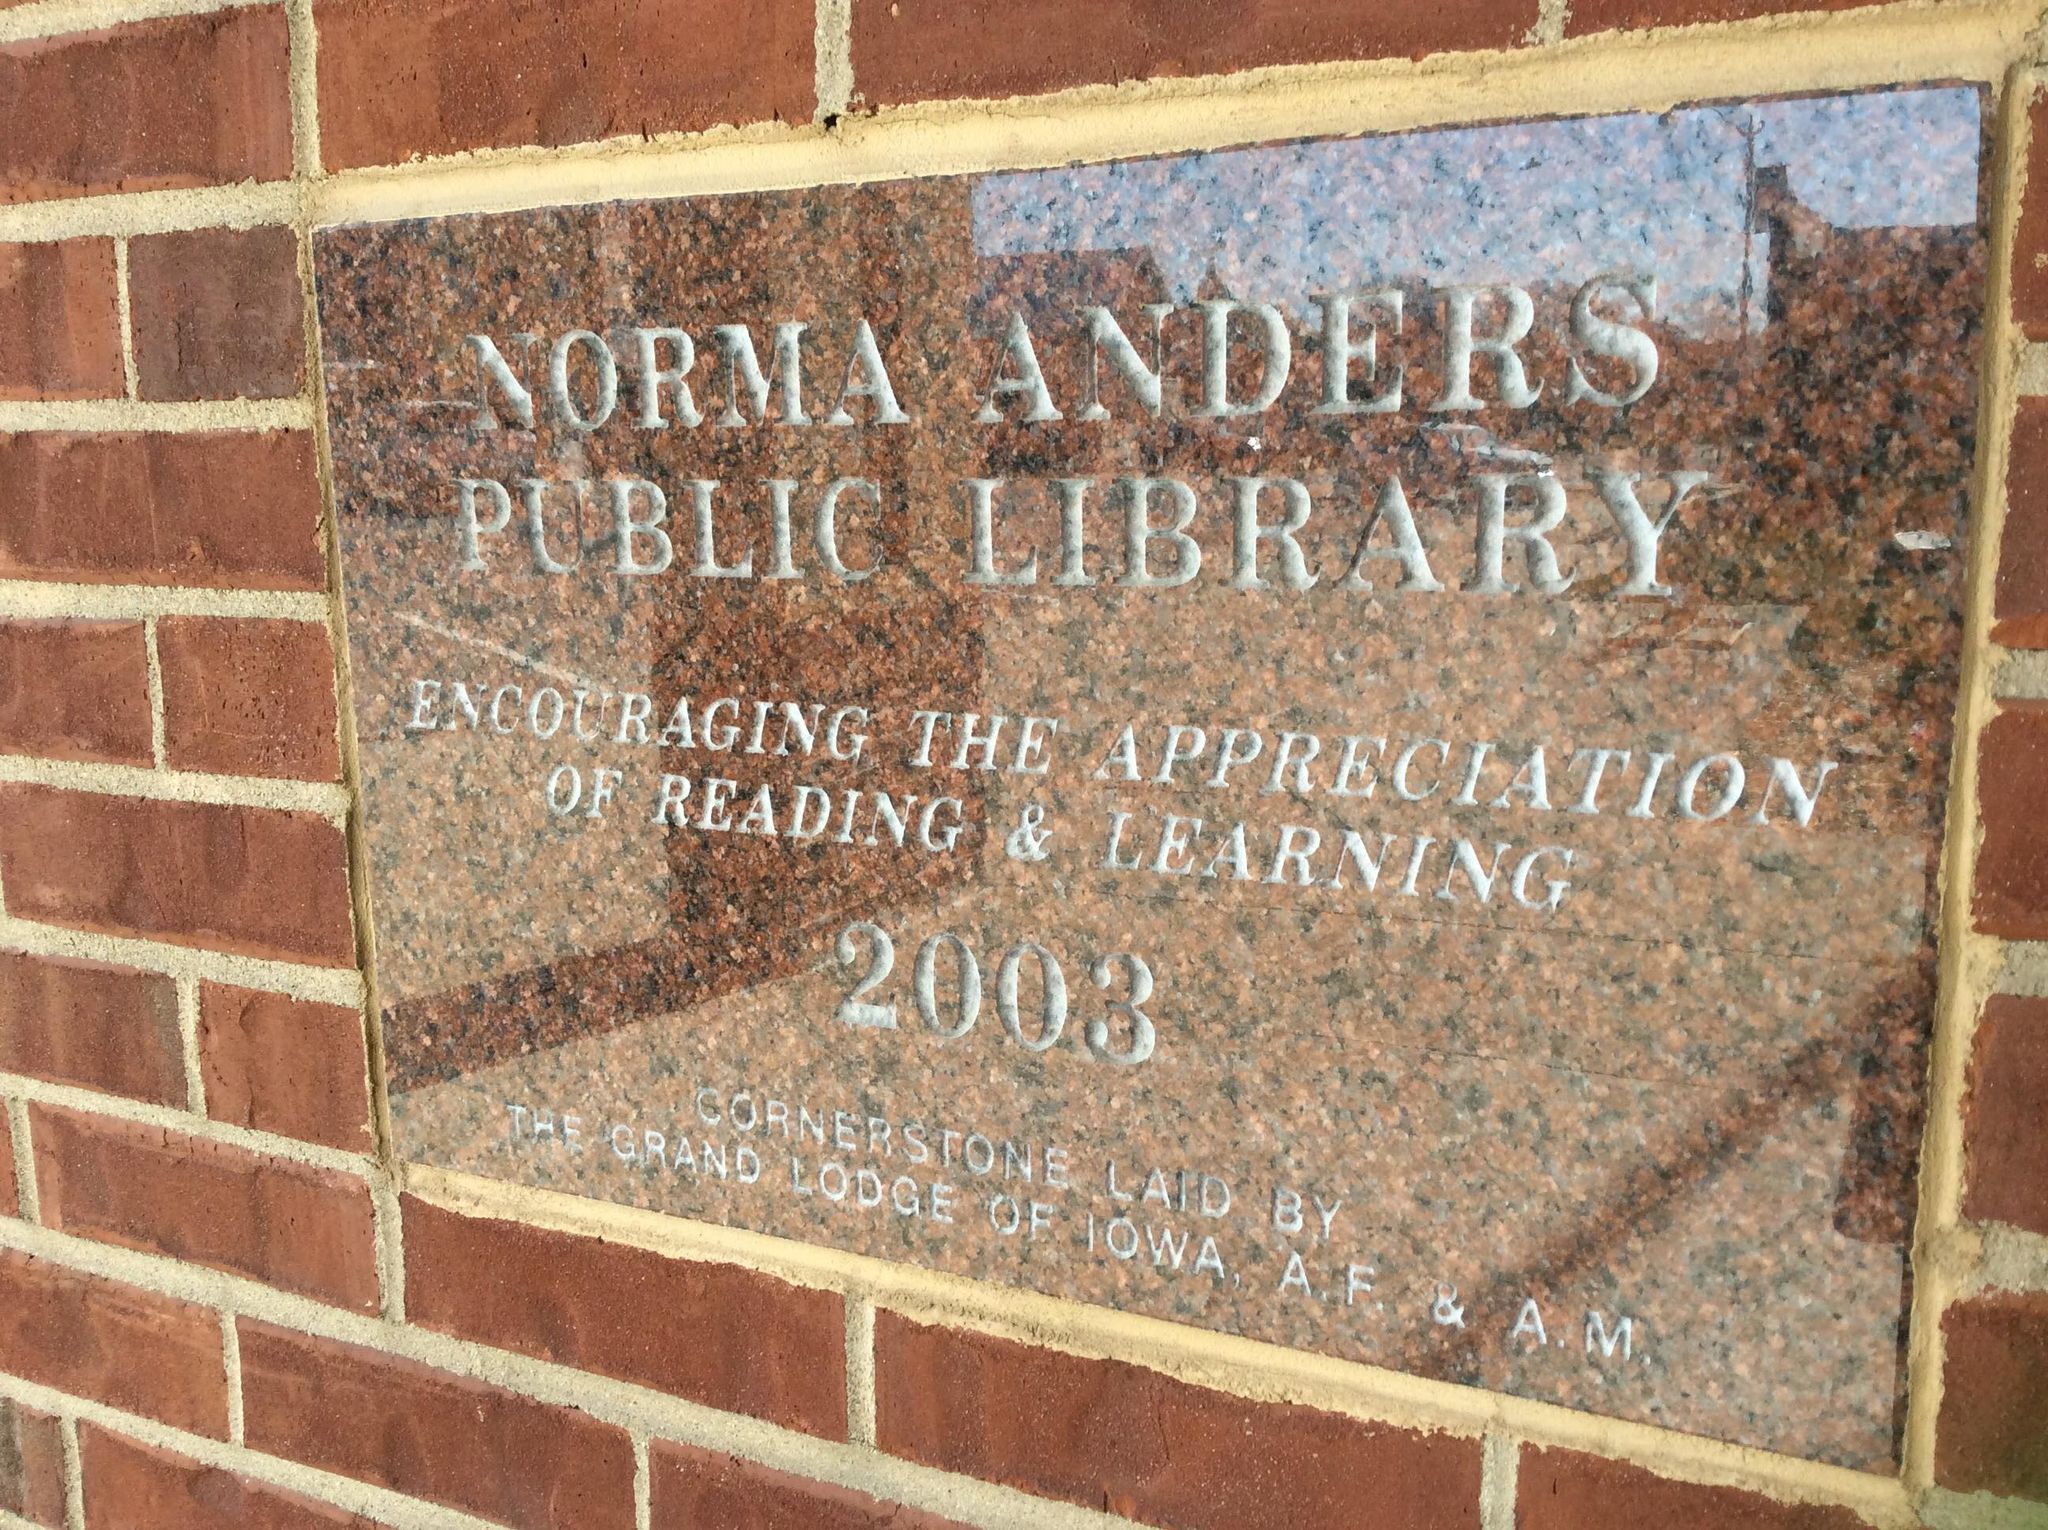 NORMA ANDERS
PUBLIC LIBRARY
ENCOURAGING THE APPRECIATION
OF READING & LEARNING
2003
CORNERSTONE LAID BY
THE GRAND LODGE OF IOWA, A.F. & A.M.